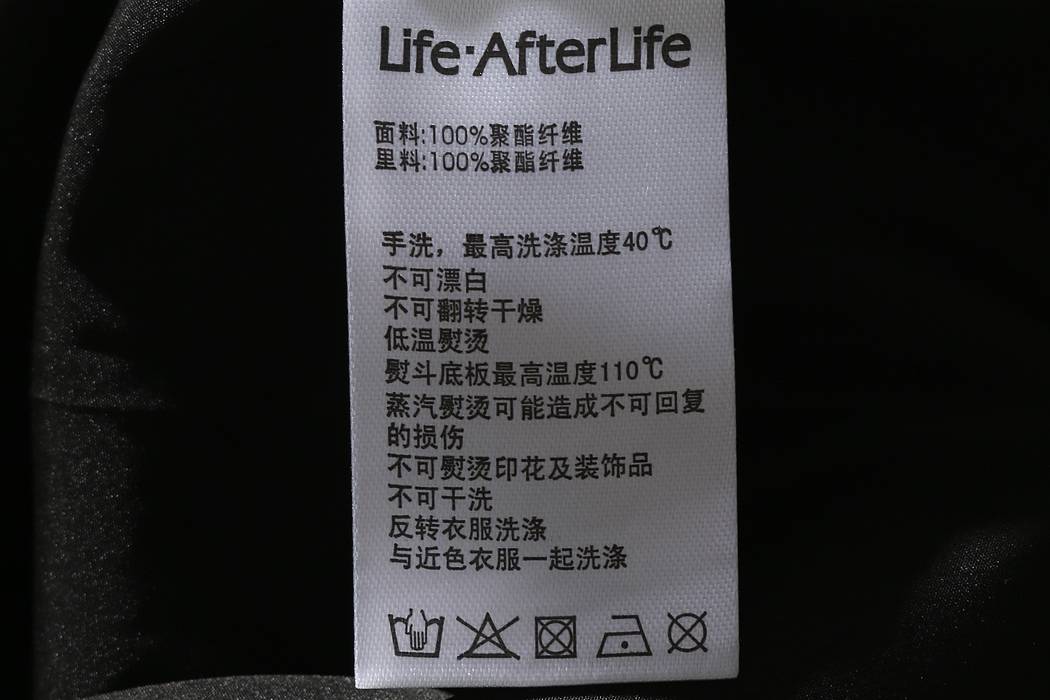 Life·AfterLife
面料:100%聚酯纤维
里料:100%聚酯纤维
手洗，最高洗涤温度40℃
不可漂白
不可翻转干燥
低温熨烫
熨斗底板最高温度110℃
蒸汽熨烫可能造成不可回复
的损伤
不可熨烫印花及装饰品
不可干洗
反转衣服洗涤
与近色衣服一起洗涤